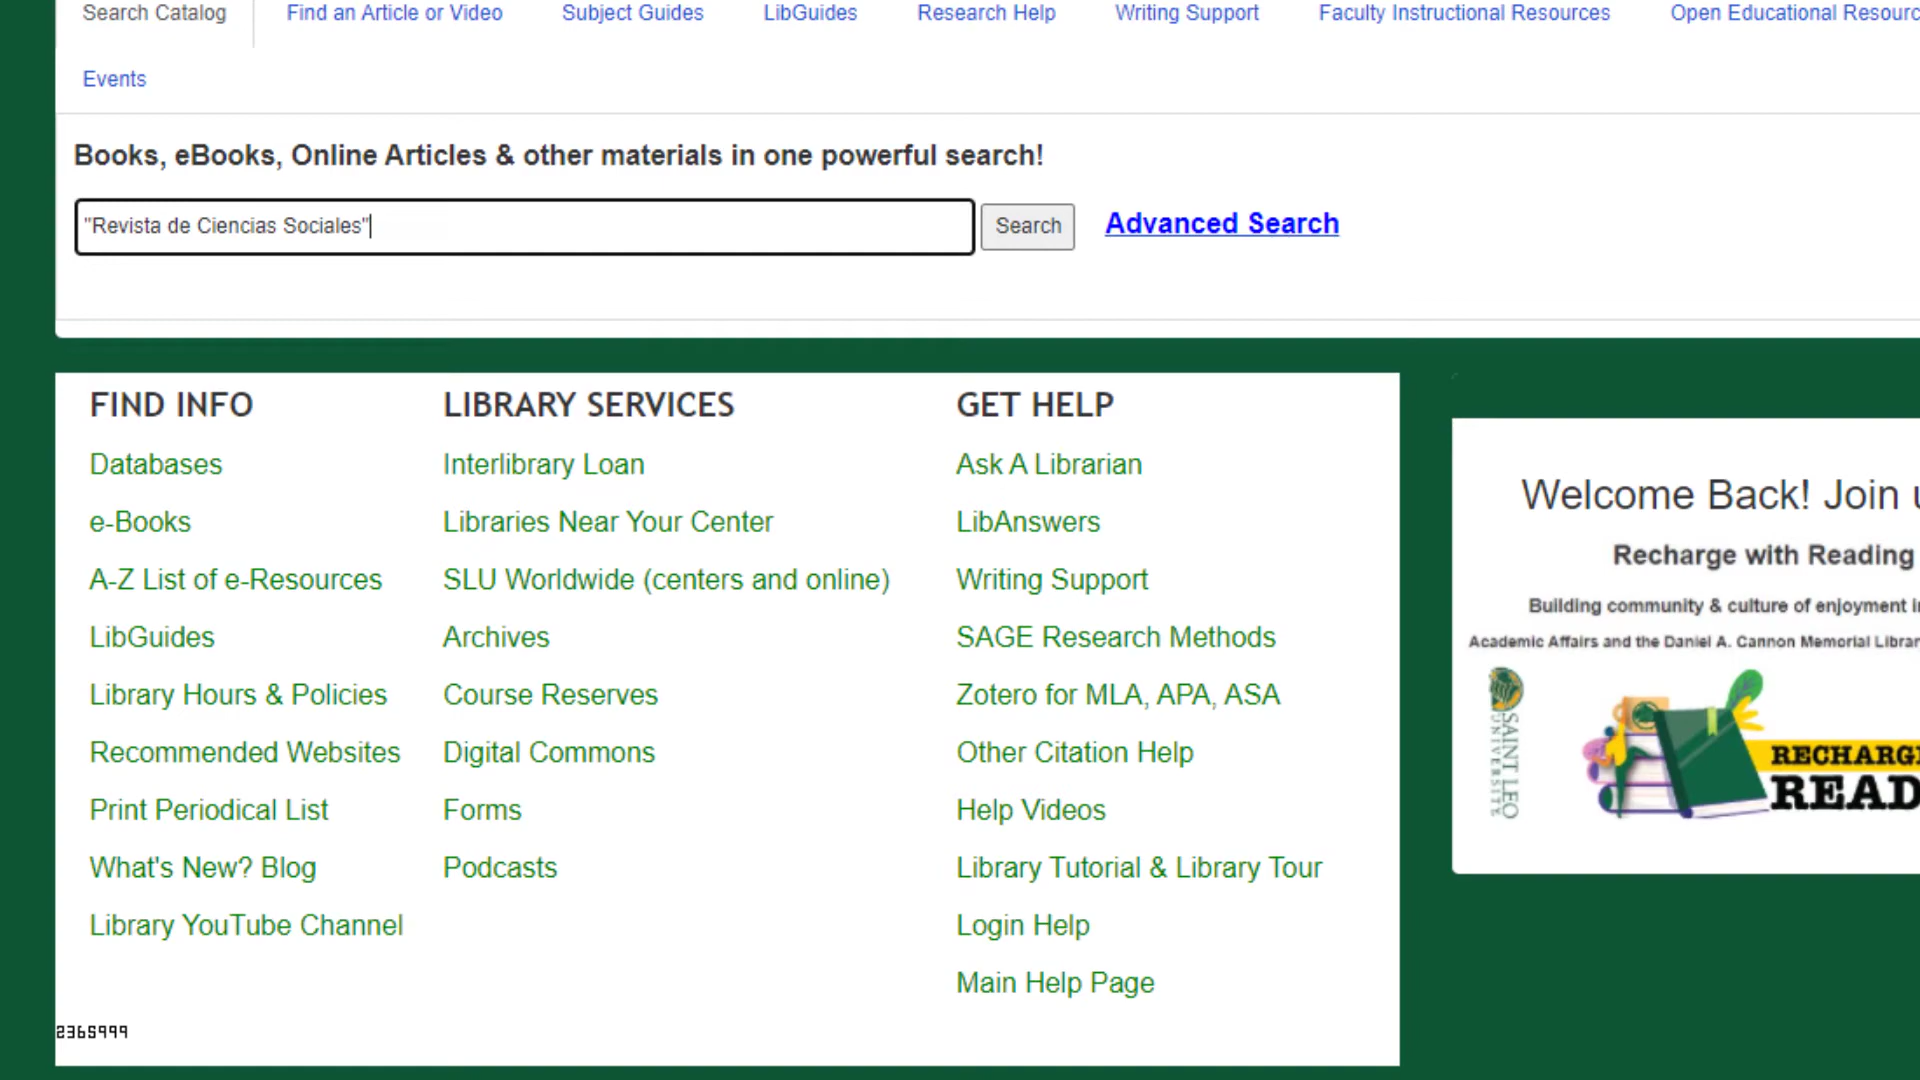 Search Catalog Find an Article or Video Subject Guides LibGuides Research Help Writing Support Faculty Instructional Resources Open Educational
Events
Books, eBooks, Online Articles & other materials in one powerful search!
"Revista de Ciencias Sociales" Search Advanced Search
FIND INFO
Databases
e-Books
A-Z List of e-Resources
LibGuides
Library Hours & Policies
Recommended Websites
Print Periodical List
What's New? Blog
Library YouTube Channel
2365999
LIBRARY SERVICES
Interlibrary Loan
Libraries Near Your Center
SLU Worldwide (centers and online)
Archives
Course Reserves
Digital Commons
Forms
Podcasts
GET HELP
Ask A Librarian
LibAnswers
Writing Support
SAGE Research Methods
Zotero for MLA, APA, ASA
Other Citation Help
Help Videos
Library Tutorial & Library Tour
Login Help
Main Help Page
Welcome Back! Join
Recharge with Reading
Building community & culture of enjoyment
Academic Affairs and the Daniel A. Cannon Memorial
SAINT LEO
UNIVERSITY
RECHARGE
READ